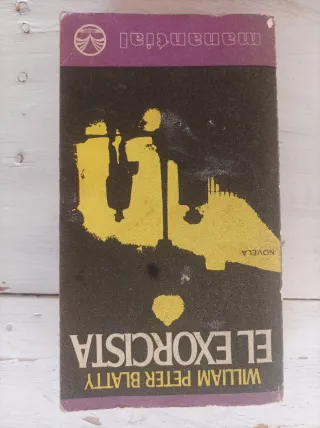 WILLIAM PETER BLATTY
EL EXORCISTA
NOVELA
manantial